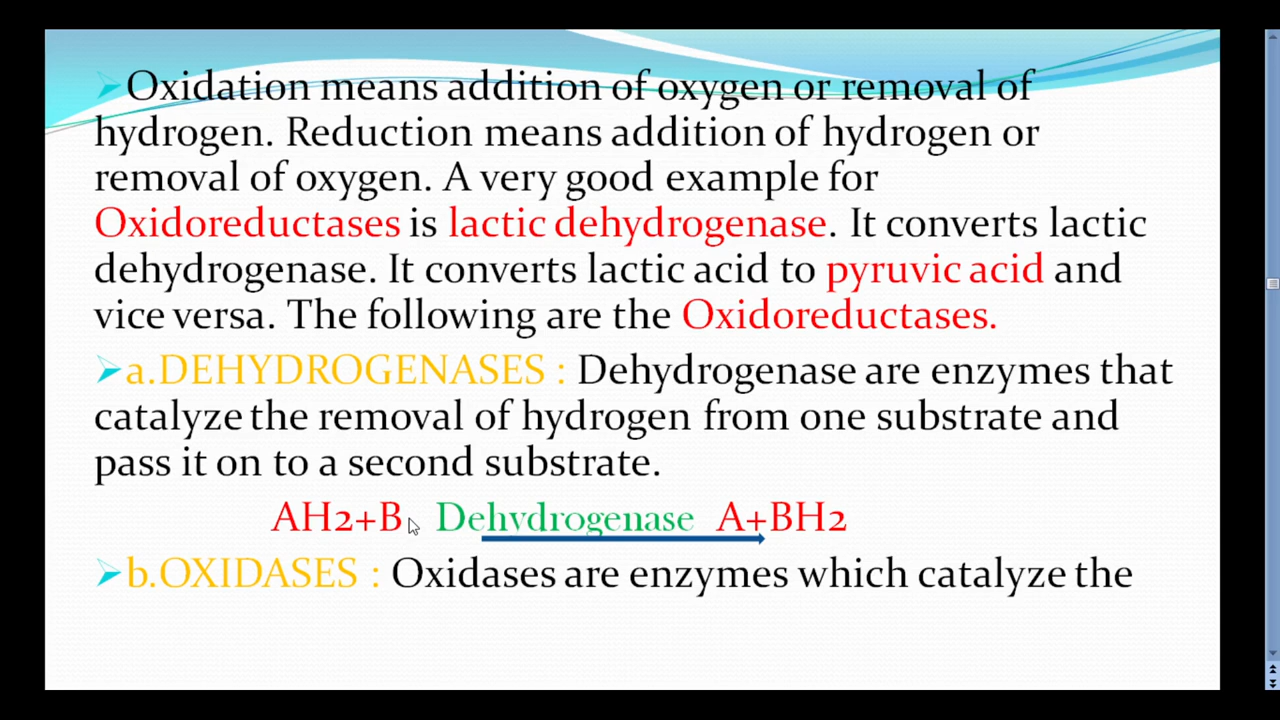 Oxidation means addition of oxygen or removal of
hydrogen. Reduction means addition of hydrogen or
removal of oxygen. A very good example for
Oxidoreductases is lactic dehydrogenase. It converts lactic
dehydrogenase. It converts lactic acid to pyruvic acid and
vice versa. The following are the Oxidoreductases.
a.DEHYDROGENASES : Dehydrogenase are enzymes that
catalyze the removal of hydrogen from one substrate and
pass it on to a second substrate.
AH2+B Dehydrogenase A+BH2
b.OXIDASES : Oxidases are enzymes which catalyze the